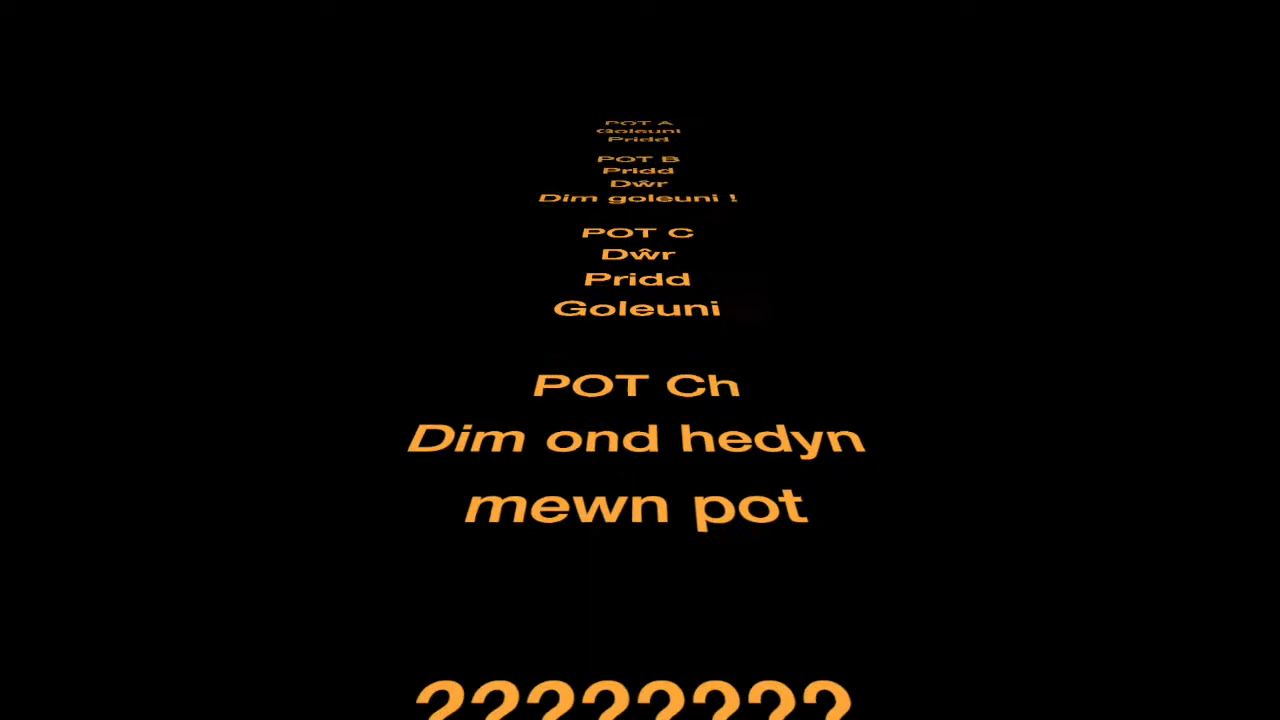 POT A
Goleuni
Pridd
POT B
Pridd
Dŵr
Dim goleuni !
POT C
Dŵr
Pridd
Goleuni
POT Ch
Dim ond hedyn
mewn pot
????????